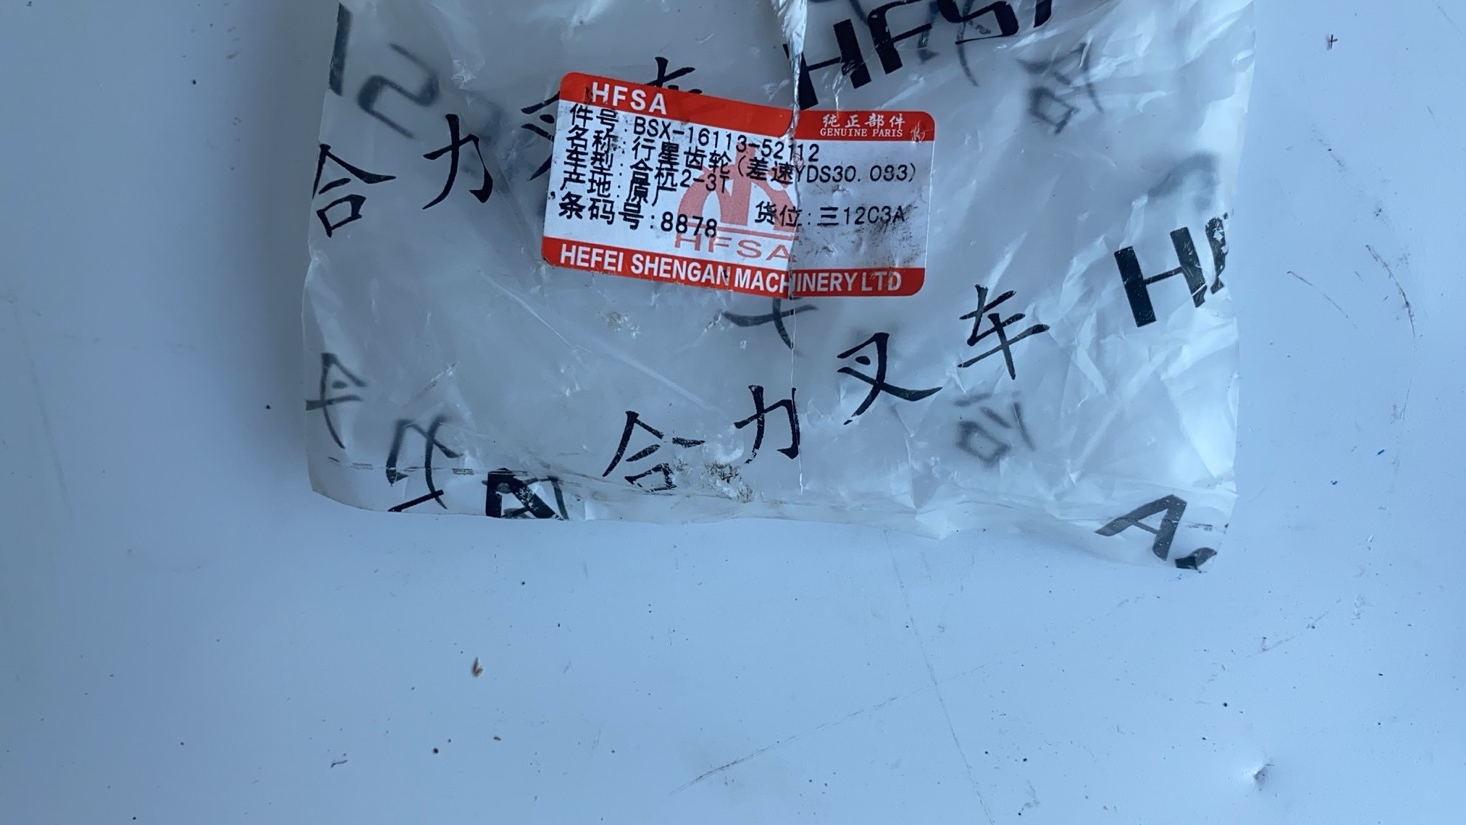 HFSA
合力叉车
HFSA
純正部件
GENUINE PARTS
件号:BSX-16113-52112
名称:行星齿轮(差速YDS30.083)
车型:合杭2-3T
产地:原厂
条码号:8878 货位:三12C3A
HFSA
HEFEI SHENGAN MACHINERY LTD
合力叉车